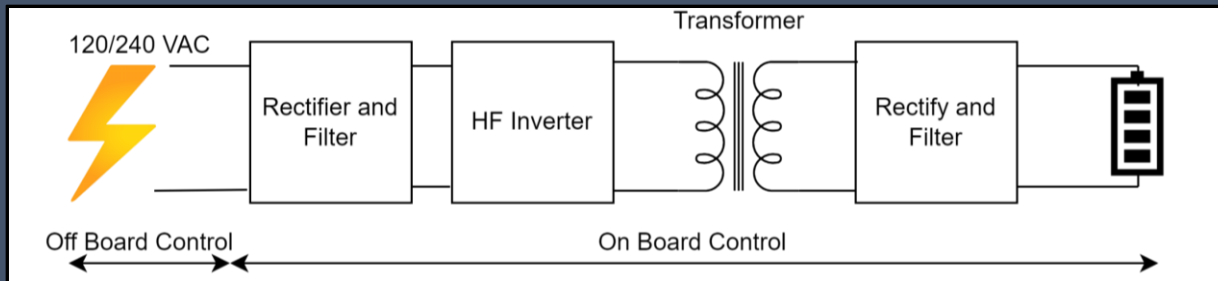 Transformer
120/240 VAC
Rectifier and
Filter
HF Inverter
Rectify and
Filter
Off Board Control
On Board Control